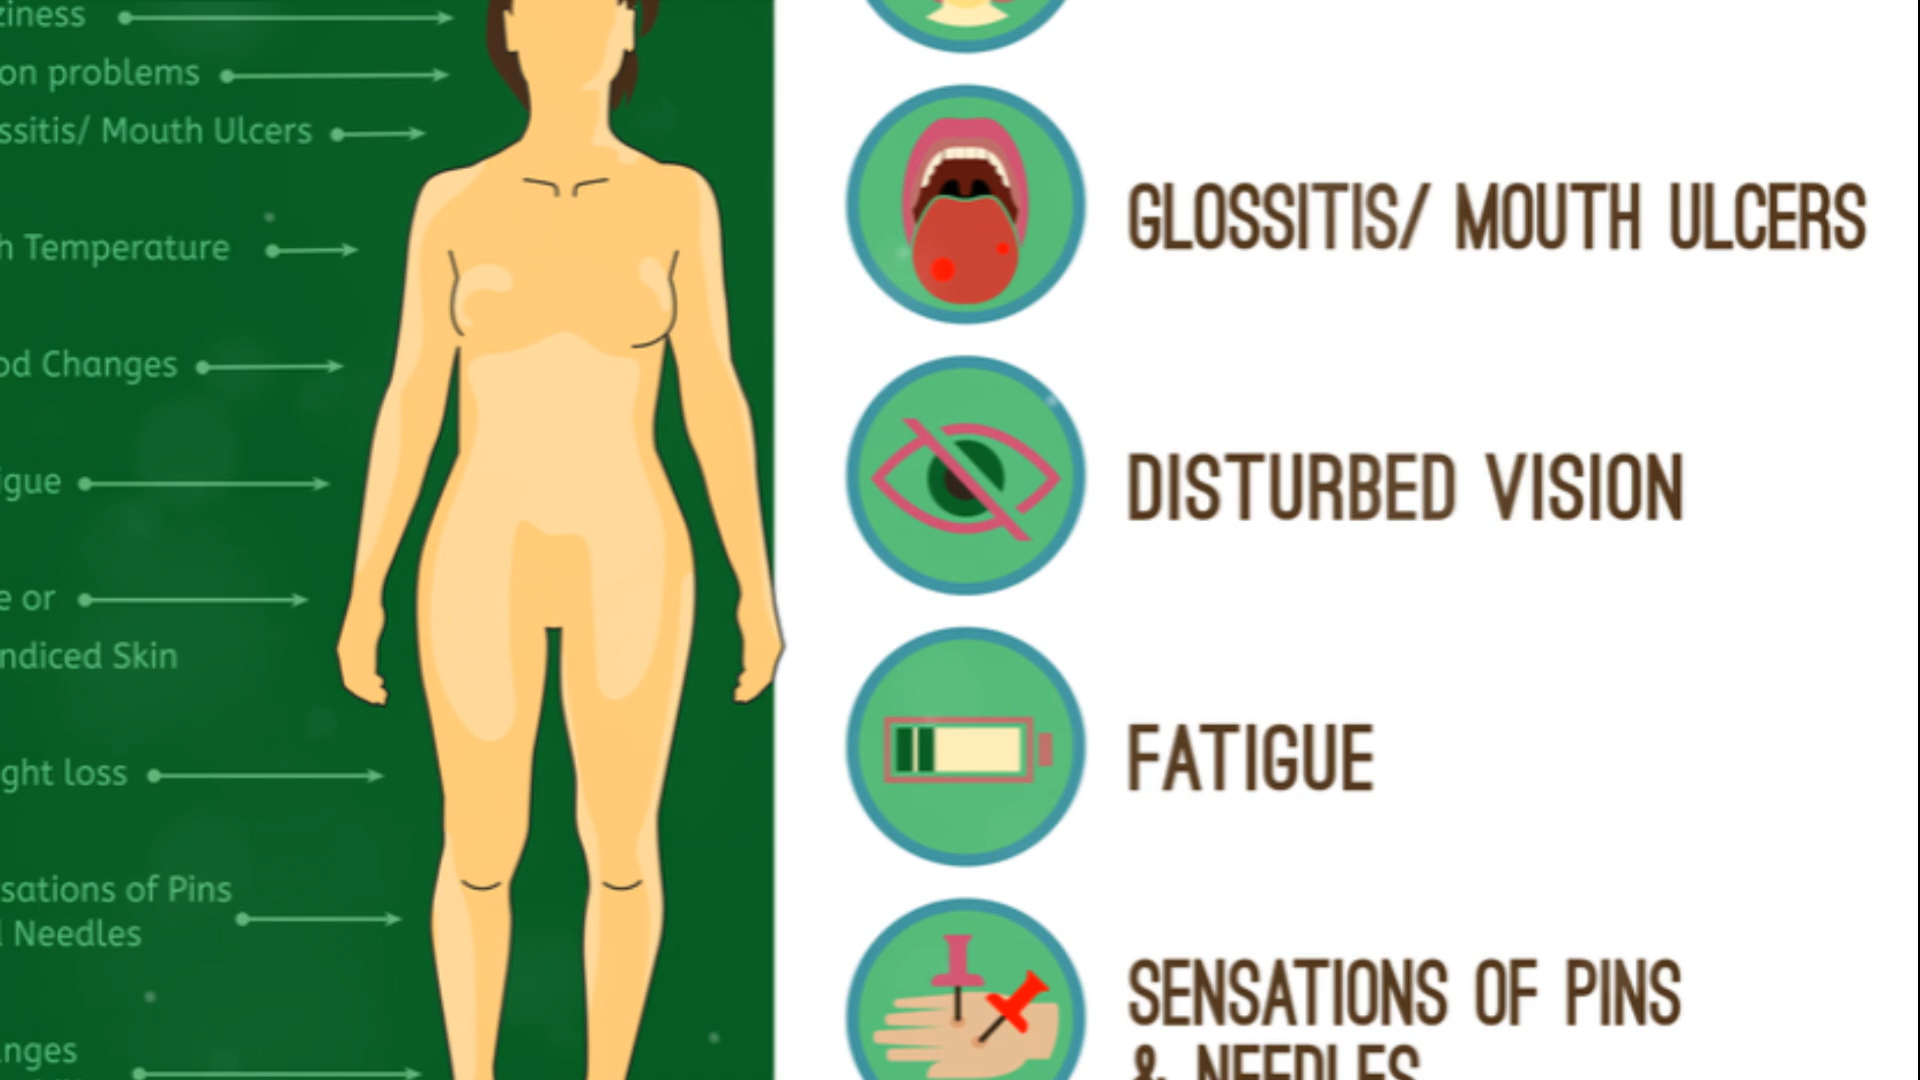 ziness
on problems
ssitis/ Mouth Ulcers
h Temperature
od Changes
igue
e or
ndiced Skin
ght loss
sations of Pins
d Needles
nges
GLOSSITIS/ MOUTH ULCERS
DISTURBED VISION
FATIGUE
SENSATIONS OF PINS
& NEEDLES